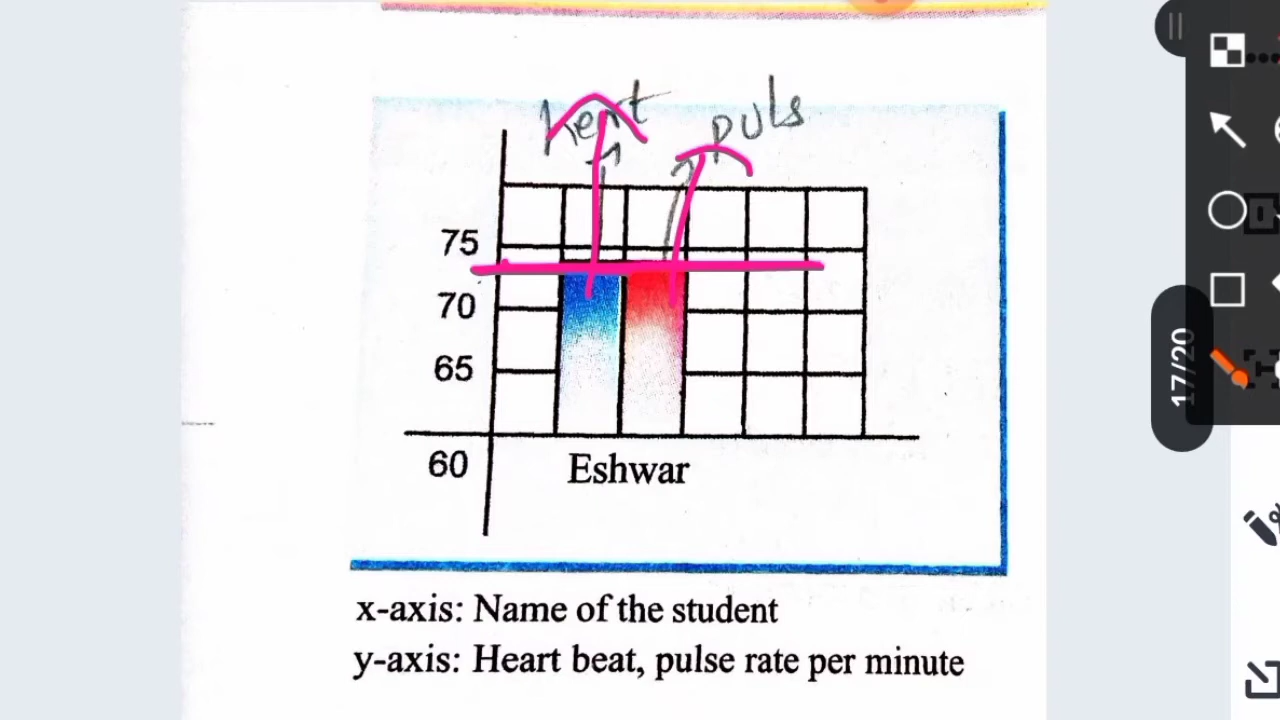 heart puls
75
70
65
60
Eshwar
x-axis: Name of the student
y-axis: Heart beat, pulse rate per minute
17/20